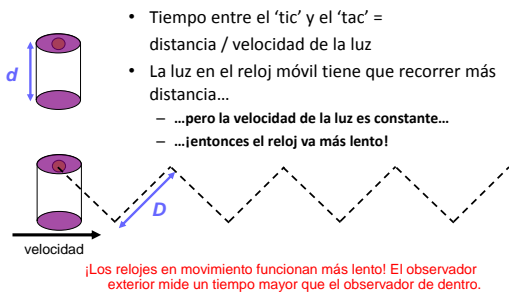 • Tiempo entre el ‘tic’ y el ‘tac’ =
distancia / velocidad de la luz
• La luz en el reloj móvil tiene que recorrer más
distancia…
– …pero la velocidad de la luz es constante…
– …¡entonces el reloj va más lento!
d
D
velocidad
¡Los relojes en movimiento funcionan más lento! El observador
exterior mide un tiempo mayor que el observador de dentro.